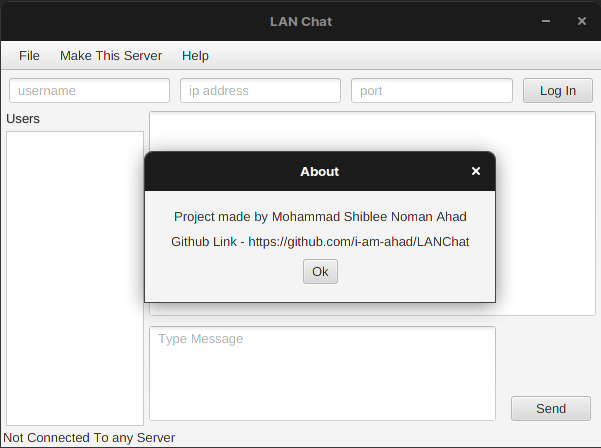 LAN Chat
File Make This Server Help
username ip address port Log In
Users
About
Project made by Mohammad Shiblee Noman Ahad
Github Link - https://github.com/i-am-ahad/LANChat
Ok
Type Message
Send
Not Connected To any Server